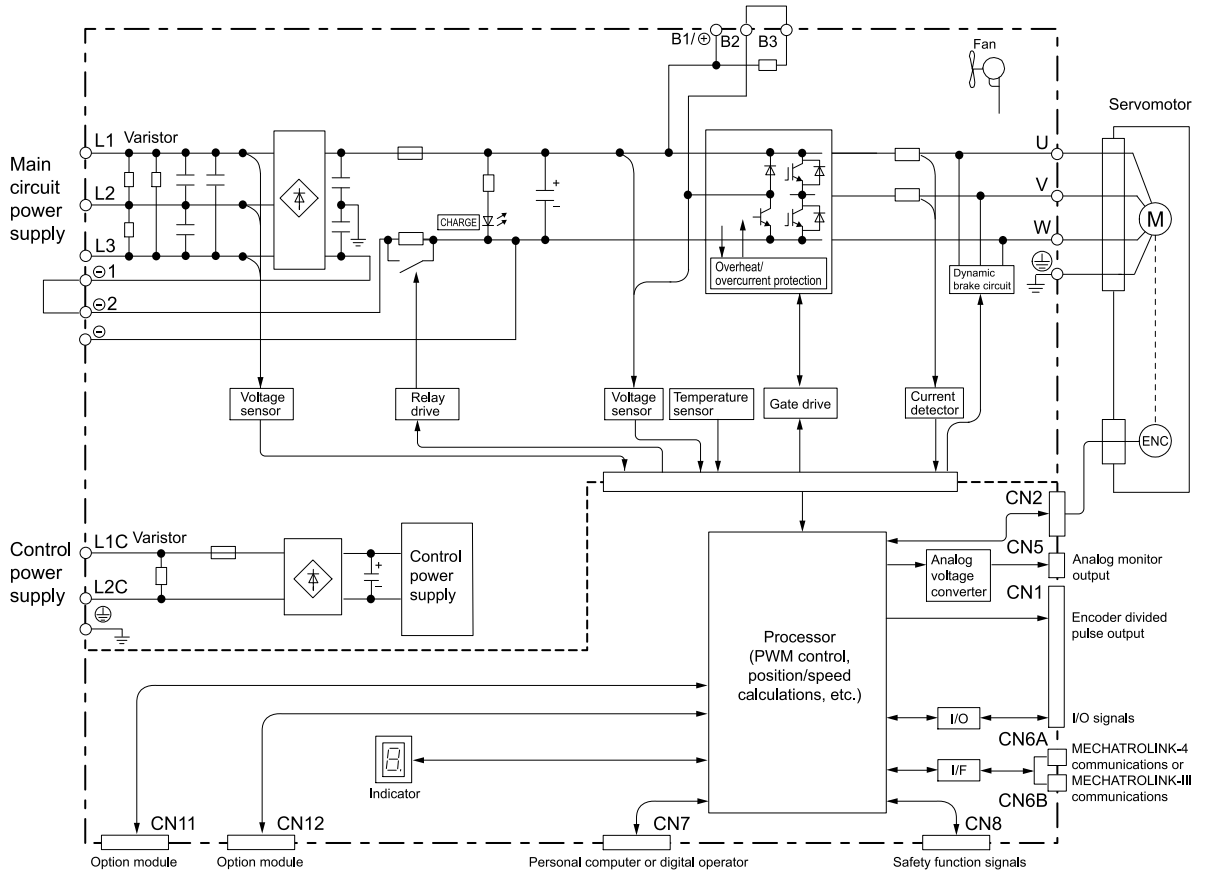 B1/⊕ B2 B3
Fan
Servomotor
Main
circuit
power
supply
L1
Varistor
L2
L3
⊖1
⊖2
⊖
CHARGE
+
−
Overheat/
overcurrent protection
U
V
W
M
Dynamic
brake circuit
Voltage
sensor
Relay
drive
Voltage
sensor
Temperature
sensor
Gate drive
Current
detector
ENC
CN2
CN5
Analog monitor
output
Analog
voltage
converter
CN1
Encoder divided
pulse output
Control
power
supply
L1C
Varistor
L2C
+
−
Control
power
supply
Processor
(PWM control,
position/speed
calculations, etc.)
I/O
I/O signals
CN6A
I/F
MECHATROLINK-4
communications or
MECHATROLINK-III
communications
CN6B
8.
Indicator
CN11
Option module
CN12
Option module
CN7
Personal computer or digital operator
CN8
Safety function signals